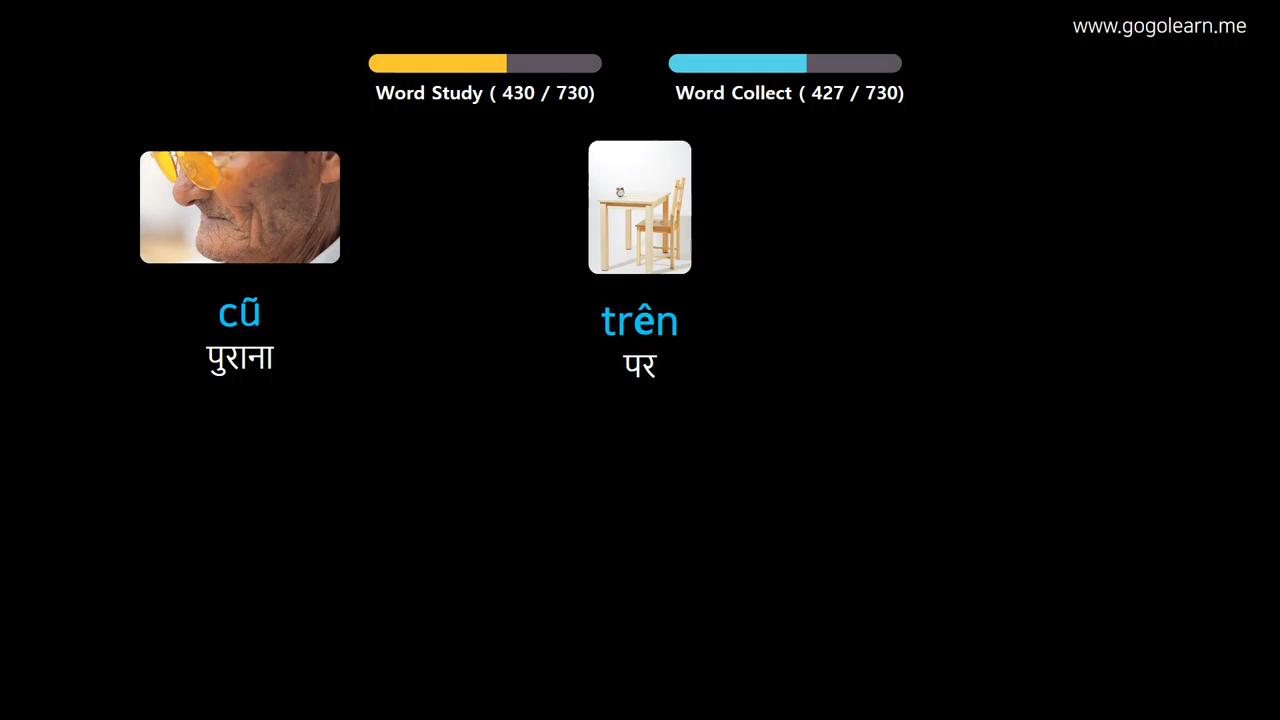 www.gogolearn.me
Word Study ( 430 / 730)
Word Collect ( 427 / 730)
cũ
पुराना
trên
पर